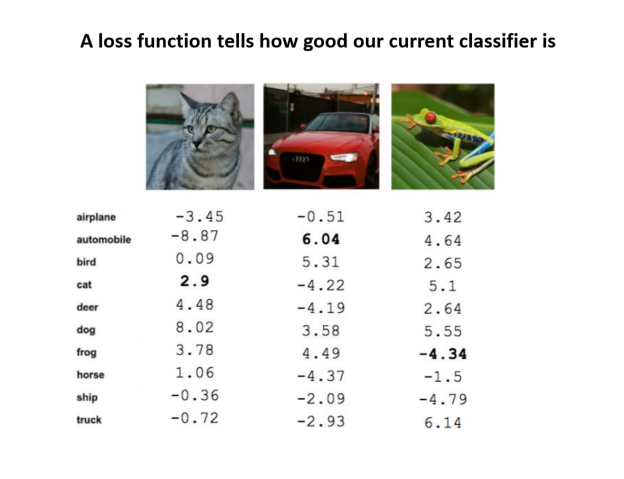 A loss function tells how good our current classifier is
airplane -3.45 -0.51 3.42
automobile -8.87 6.04 4.64
bird 0.09 5.31 2.65
cat 2.9 -4.22 5.1
deer 4.48 -4.19 2.64
dog 8.02 3.58 5.55
frog 3.78 4.49 -4.34
horse 1.06 -4.37 -1.5
ship -0.36 -2.09 -4.79
truck -0.72 -2.93 6.14